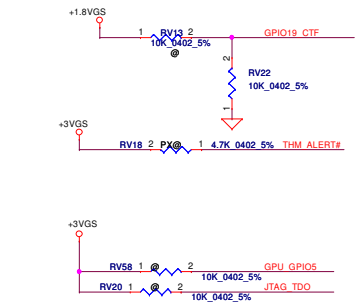 +1.8VGS
1 RV13 2 GPIO19_CTF
10K_0402_5%
@
2
RV22
10K_0402_5%
1
+3VGS
RV18 2 PX@ 1 4.7K_0402_5% THM_ALERT#
+3VGS
RV58 1 @ 2 GPU_GPIO5
10K_0402_5%
RV20 1 @ 2 JTAG_TDO
10K_0402_5%